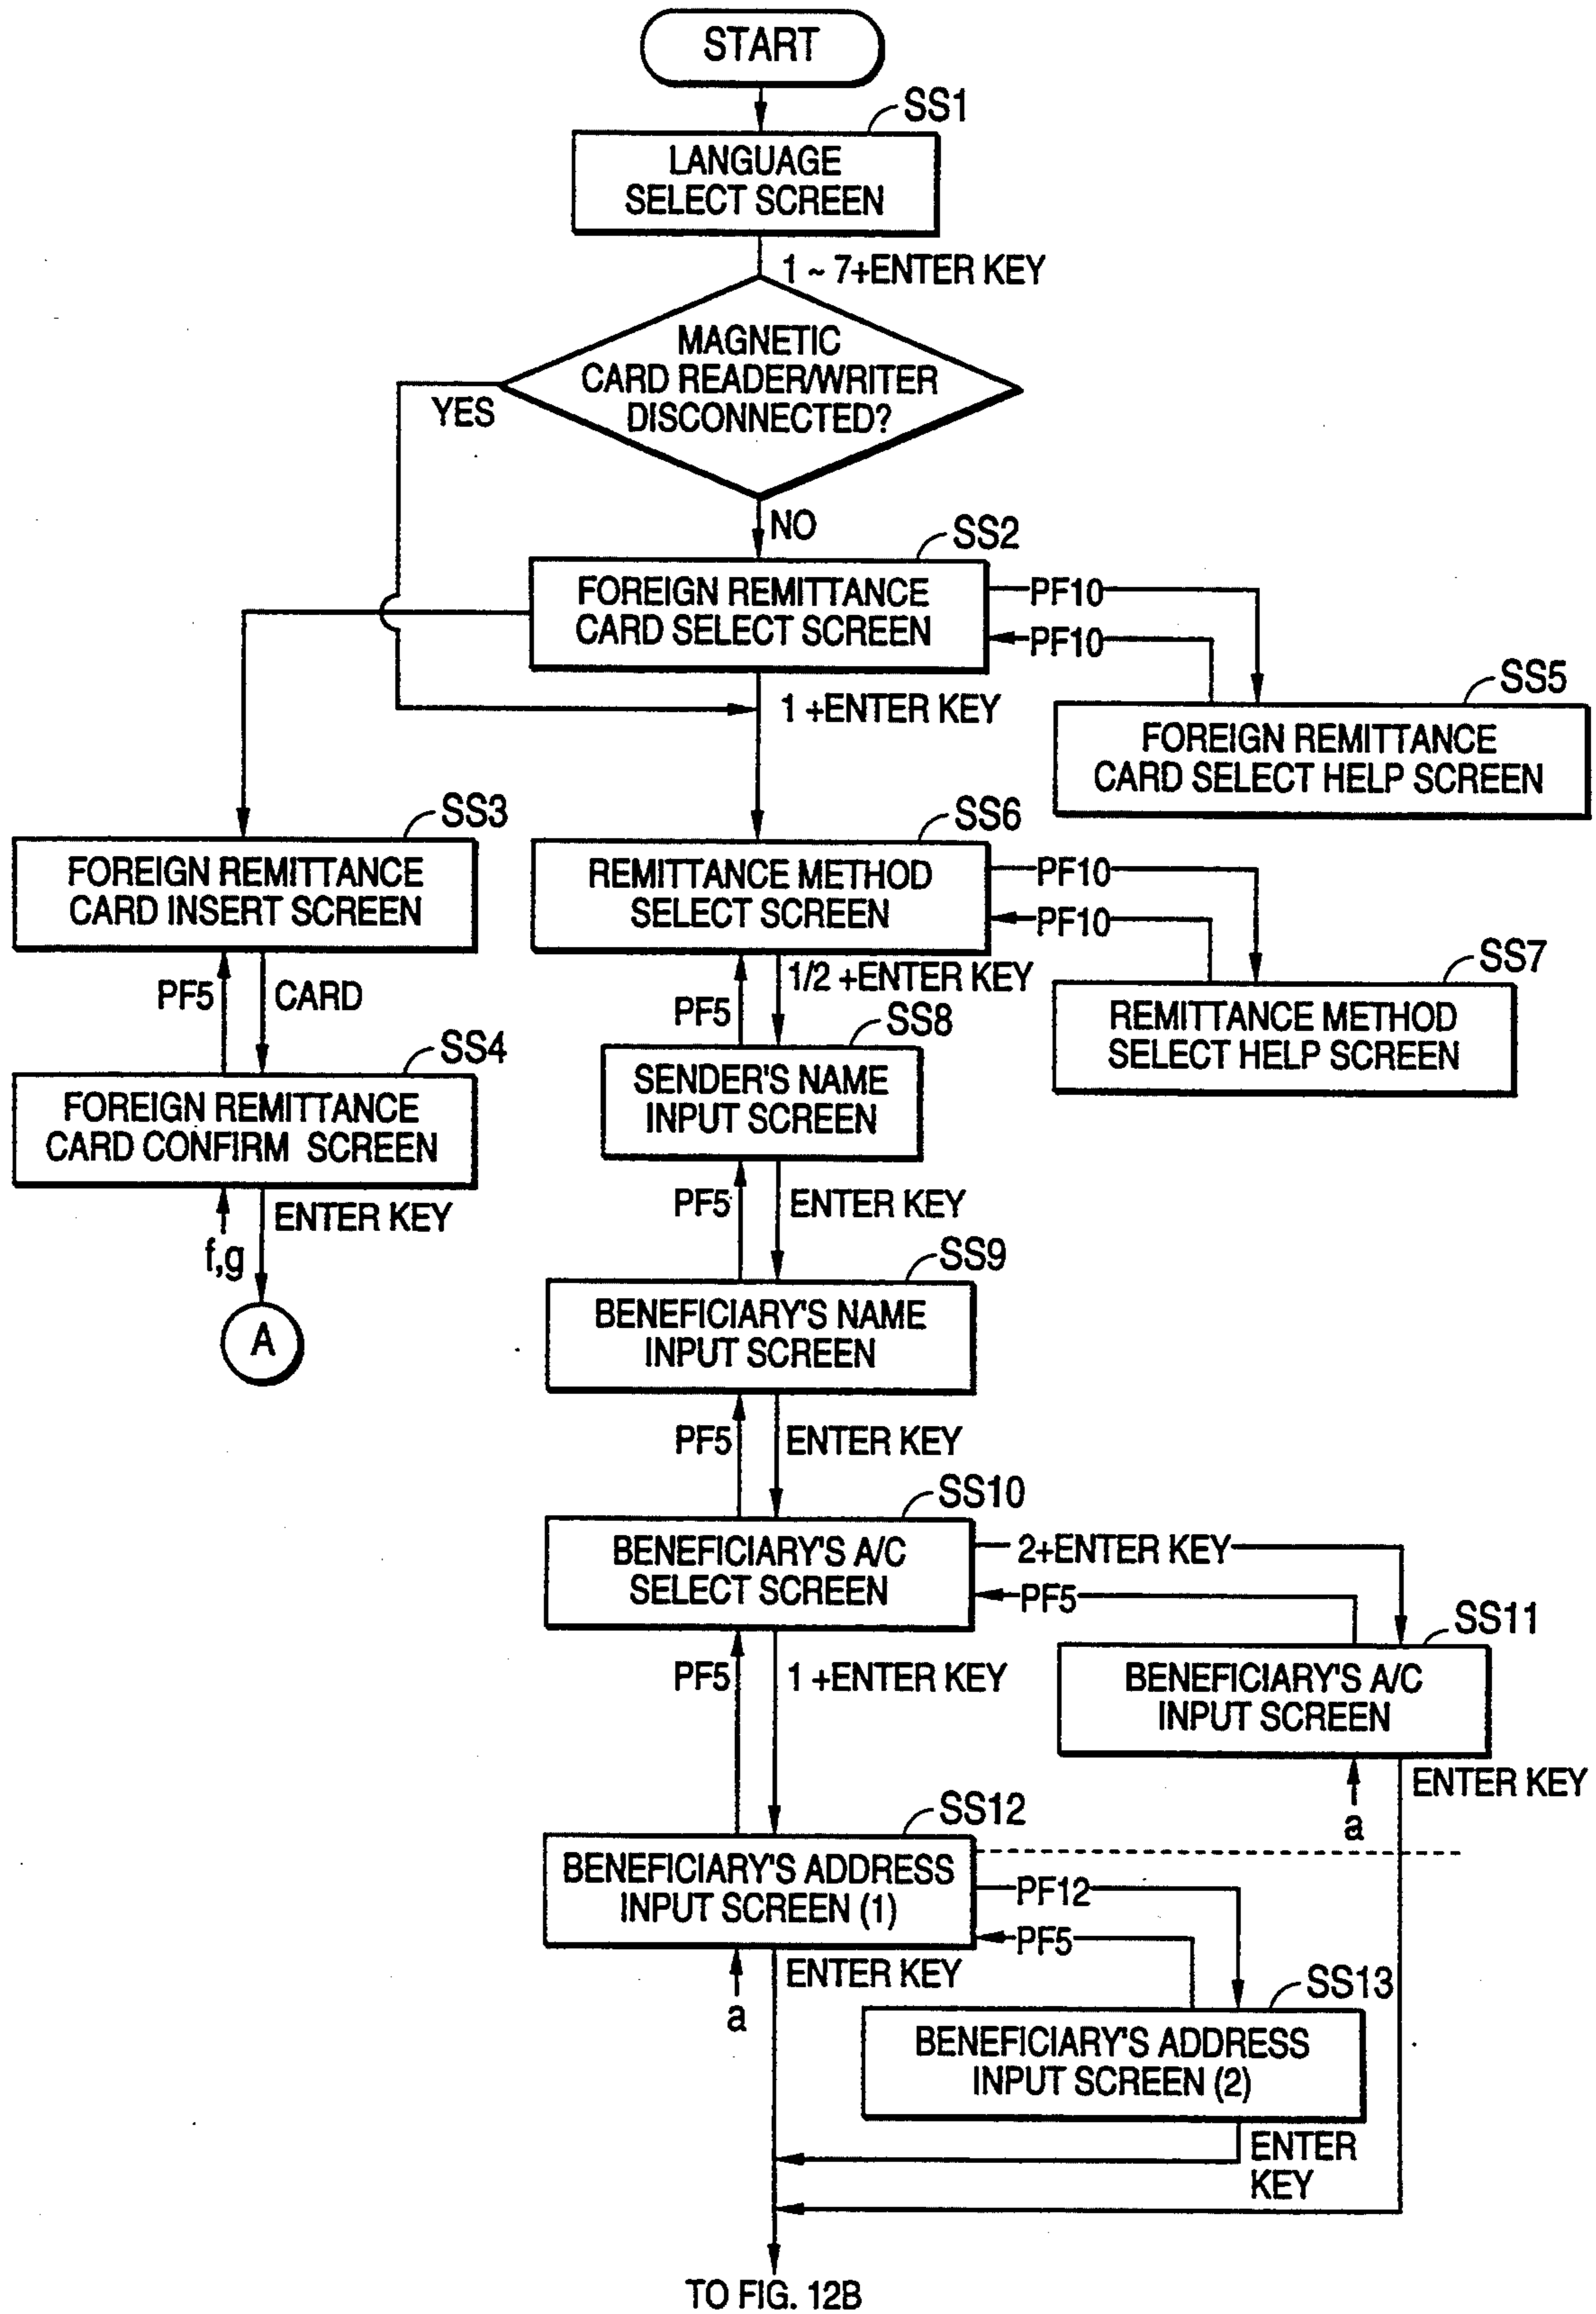 START
SS1
LANGUAGE
SELECT SCREEN
1 ~ 7+ENTER KEY
MAGNETIC
CARD READER/WRITER
DISCONNECTED?
YES
NO
SS2
FOREIGN REMITTANCE
CARD SELECT SCREEN
PF10
PF10
1 +ENTER KEY
SS5
FOREIGN REMITTANCE
CARD SELECT HELP SCREEN
SS3
FOREIGN REMITTANCE
CARD INSERT SCREEN
SS6
REMITTANCE METHOD
SELECT SCREEN
PF10
PF10
SS7
REMITTANCE METHOD
SELECT HELP SCREEN
PF5
CARD
PF5
1/2 +ENTER KEY
SS4
FOREIGN REMITTANCE
CARD CONFIRM SCREEN
SS8
SENDER'S NAME
INPUT SCREEN
f,g
ENTER KEY
A
PF5
ENTER KEY
SS9
BENEFICIARY'S NAME
INPUT SCREEN
PF5
ENTER KEY
SS10
BENEFICIARY'S A/C
SELECT SCREEN
2+ENTER KEY
PF5
SS11
BENEFICIARY'S A/C
INPUT SCREEN
PF5
1 +ENTER KEY
a
ENTER KEY
SS12
BENEFICIARY'S ADDRESS
INPUT SCREEN (1)
PF12
PF5
a
ENTER KEY
SS13
BENEFICIARY'S ADDRESS
INPUT SCREEN (2)
ENTER
KEY
TO FIG. 12B